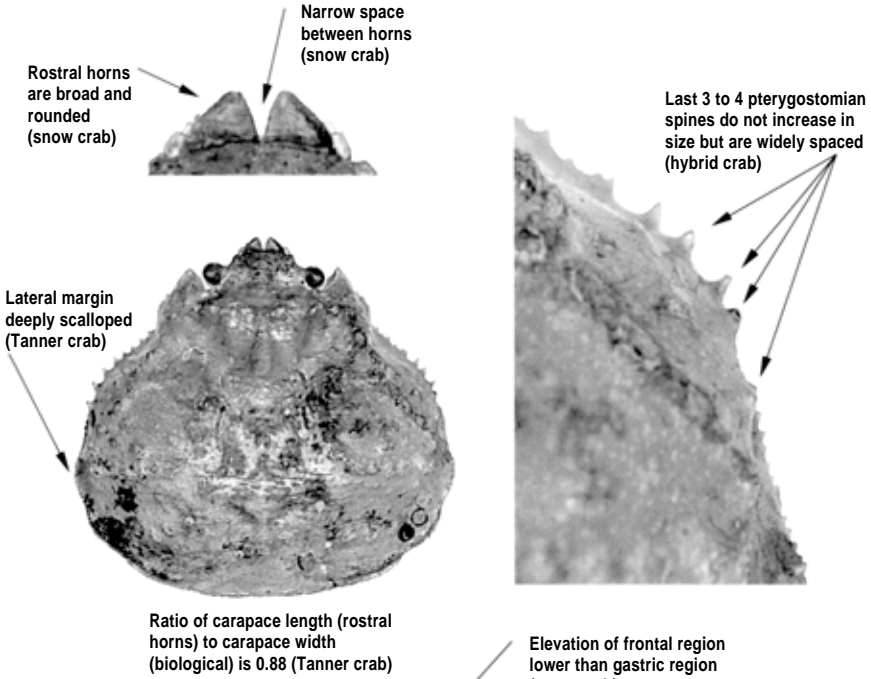 Narrow space
between horns
(snow crab)
Rostral horns
are broad and
rounded
(snow crab)
Last 3 to 4 pterygostomian
spines do not increase in
size but are widely spaced
(hybrid crab)
Lateral margin
deeply scalloped
(Tanner crab)
Ratio of carapace length (rostral
horns) to carapace width
(biological) is 0.88 (Tanner crab)
Elevation of frontal region
lower than gastric region